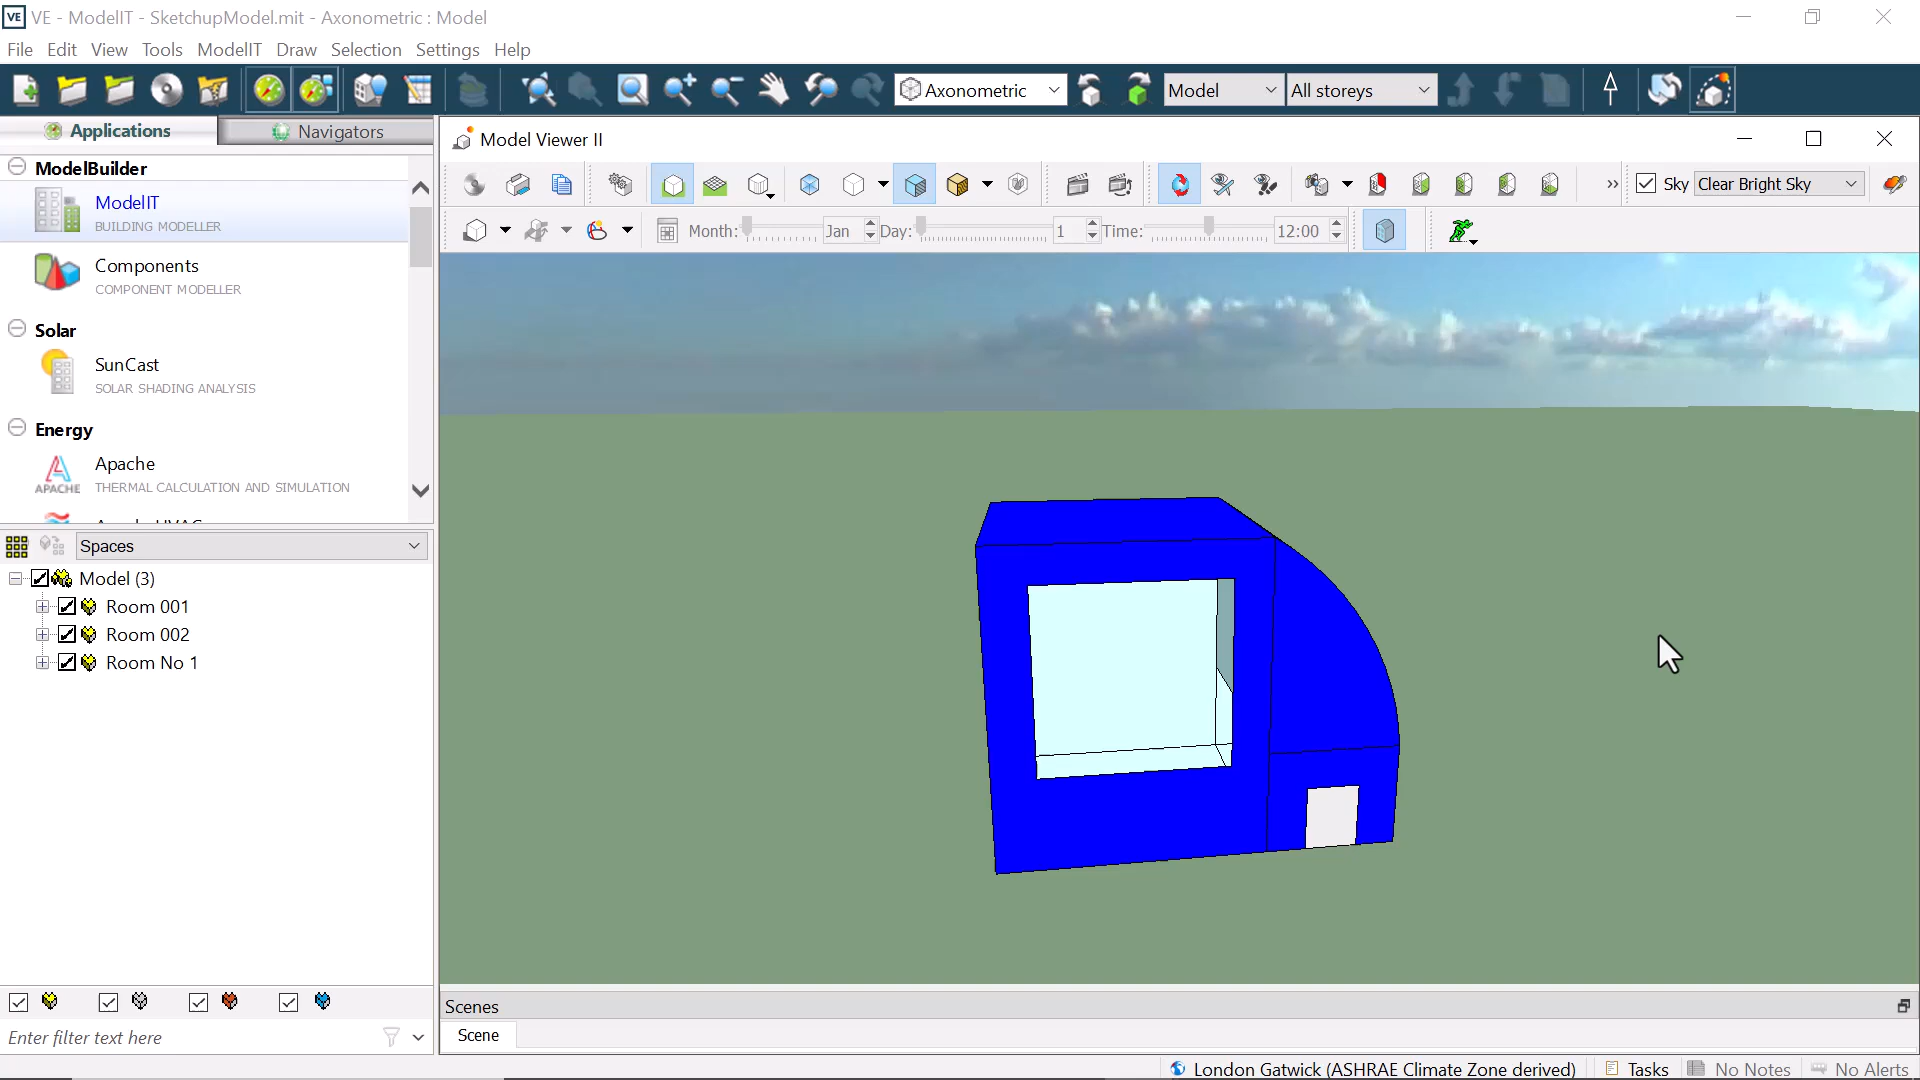 VE VE - ModelIT - SketchupModel.mit - Axonometric : Model
File Edit View Tools ModelIT Draw Selection Settings Help
Axonometric Model All storeys
Applications Navigators
Model Viewer II
ModelBuilder
ModelIT
BUILDING MODELLER
Components
COMPONENT MODELLER
Solar
SunCast
SOLAR SHADING ANALYSIS
Energy
Apache
APACHE THERMAL CALCULATION AND SIMULATION
Sky Clear Bright Sky
Month: Jan Day: 1 Time: 12:00
Spaces
Model (3)
Room 001
Room 002
Room No 1
Enter filter text here
Scenes
Scene
London Gatwick (ASHRAE Climate Zone derived) Tasks No Notes No Alerts